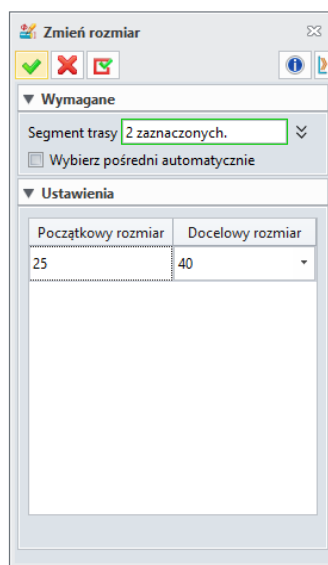 Zmień rozmiar
Wymagane
Segment trasy 2 zaznaczonych.
Wybierz pośredni automatycznie
Ustawienia
Początkowy rozmiar Docelowy rozmiar
25 40